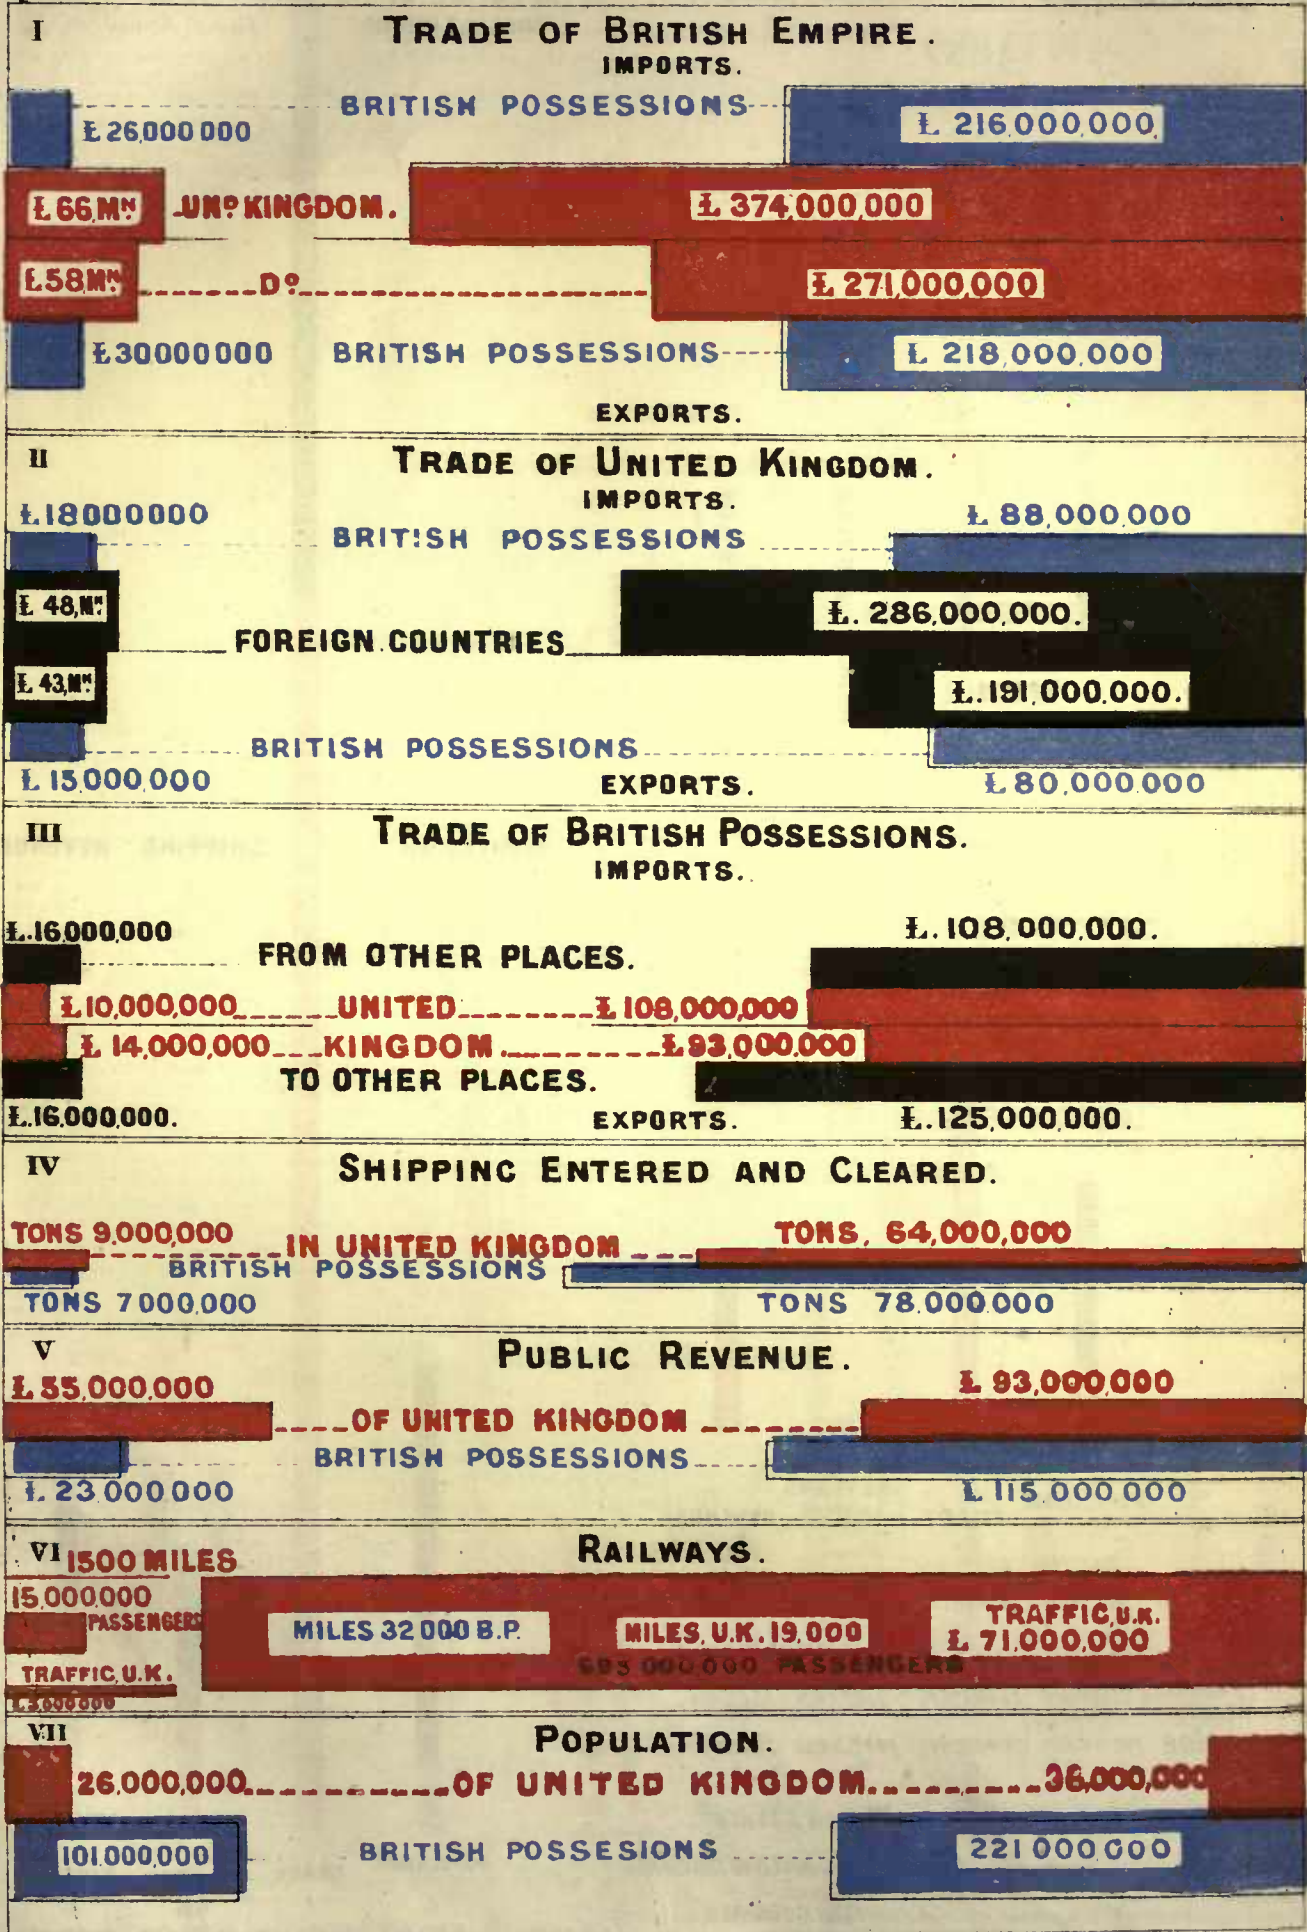 I
TRADE OF BRITISH EMPIRE.
IMPORTS.
BRITISH POSSESSIONS
£26,000 000
£ 216,000,000
£66,Mᴺ. UNᴰ KINGDOM. £ 374,000,000
£58,Mᴺ. Dº £ 271,000,000
£30000000 BRITISH POSSESSIONS £ 218,000,000
EXPORTS.
II
TRADE OF UNITED KINGDOM.
IMPORTS.
£.18000000 £ 88,000,000
BRITISH POSSESSIONS
£ 48,Mᴺ. £. 286,000,000.
FOREIGN COUNTRIES
£ 43,Mᴺ. £. 191,000,000.
BRITISH POSSESSIONS
£ 15,000,000 EXPORTS. £ 80,000.000
III
TRADE OF BRITISH POSSESSIONS.
IMPORTS.
£.16,000,000 £. 108,000,000.
FROM OTHER PLACES.
£10,000,000 UNITED £ 108,000,000
£ 14,000,000 KINGDOM. £93,000,000
TO OTHER PLACES.
£.16.000,000. EXPORTS. £.125,000,000.
IV
SHIPPING ENTERED AND CLEARED.
TONS 9,000,000 IN UNITED KINGDOM TONS, 64,000,000
BRITISH POSSESSIONS
TONS 7 000,000 TONS 78.000.000
V
PUBLIC REVENUE.
£ 55,000,000 £ 93,000,000
OF UNITED KINGDOM
BRITISH POSSESSIONS
£. 23.000000 £ 115.000000
VI
RAILWAYS.
1500 MILES
15,000,000
PASSENGERS
MILES 32 000 B.P. MILES, U.K. 19,000
TRAFFIC, U.K.
£ 71,000,000
000 000 PASSENGERS
TRAFFIC, U.K.
£3,000000
VII
POPULATION.
26,000,000 OF UNITED KINGDOM 36,000,000
101.000,000 BRITISH POSSESIONS 221 000,000